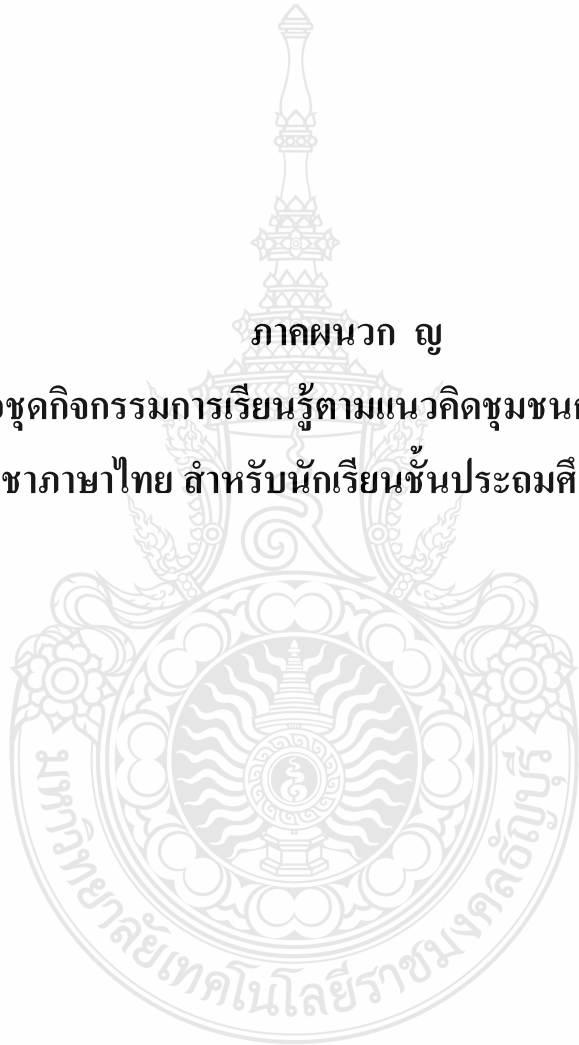 ภาคผนวก ญ
ชุดกิจกรรมการเรียนรู้ตามแนวคิดชุมชน
ภาษาไทย สำหรับนักเรียนชั้นประถมศึ
มหาวิทยาลัยเทคโนโลยีราชมงคลธัญบุรี